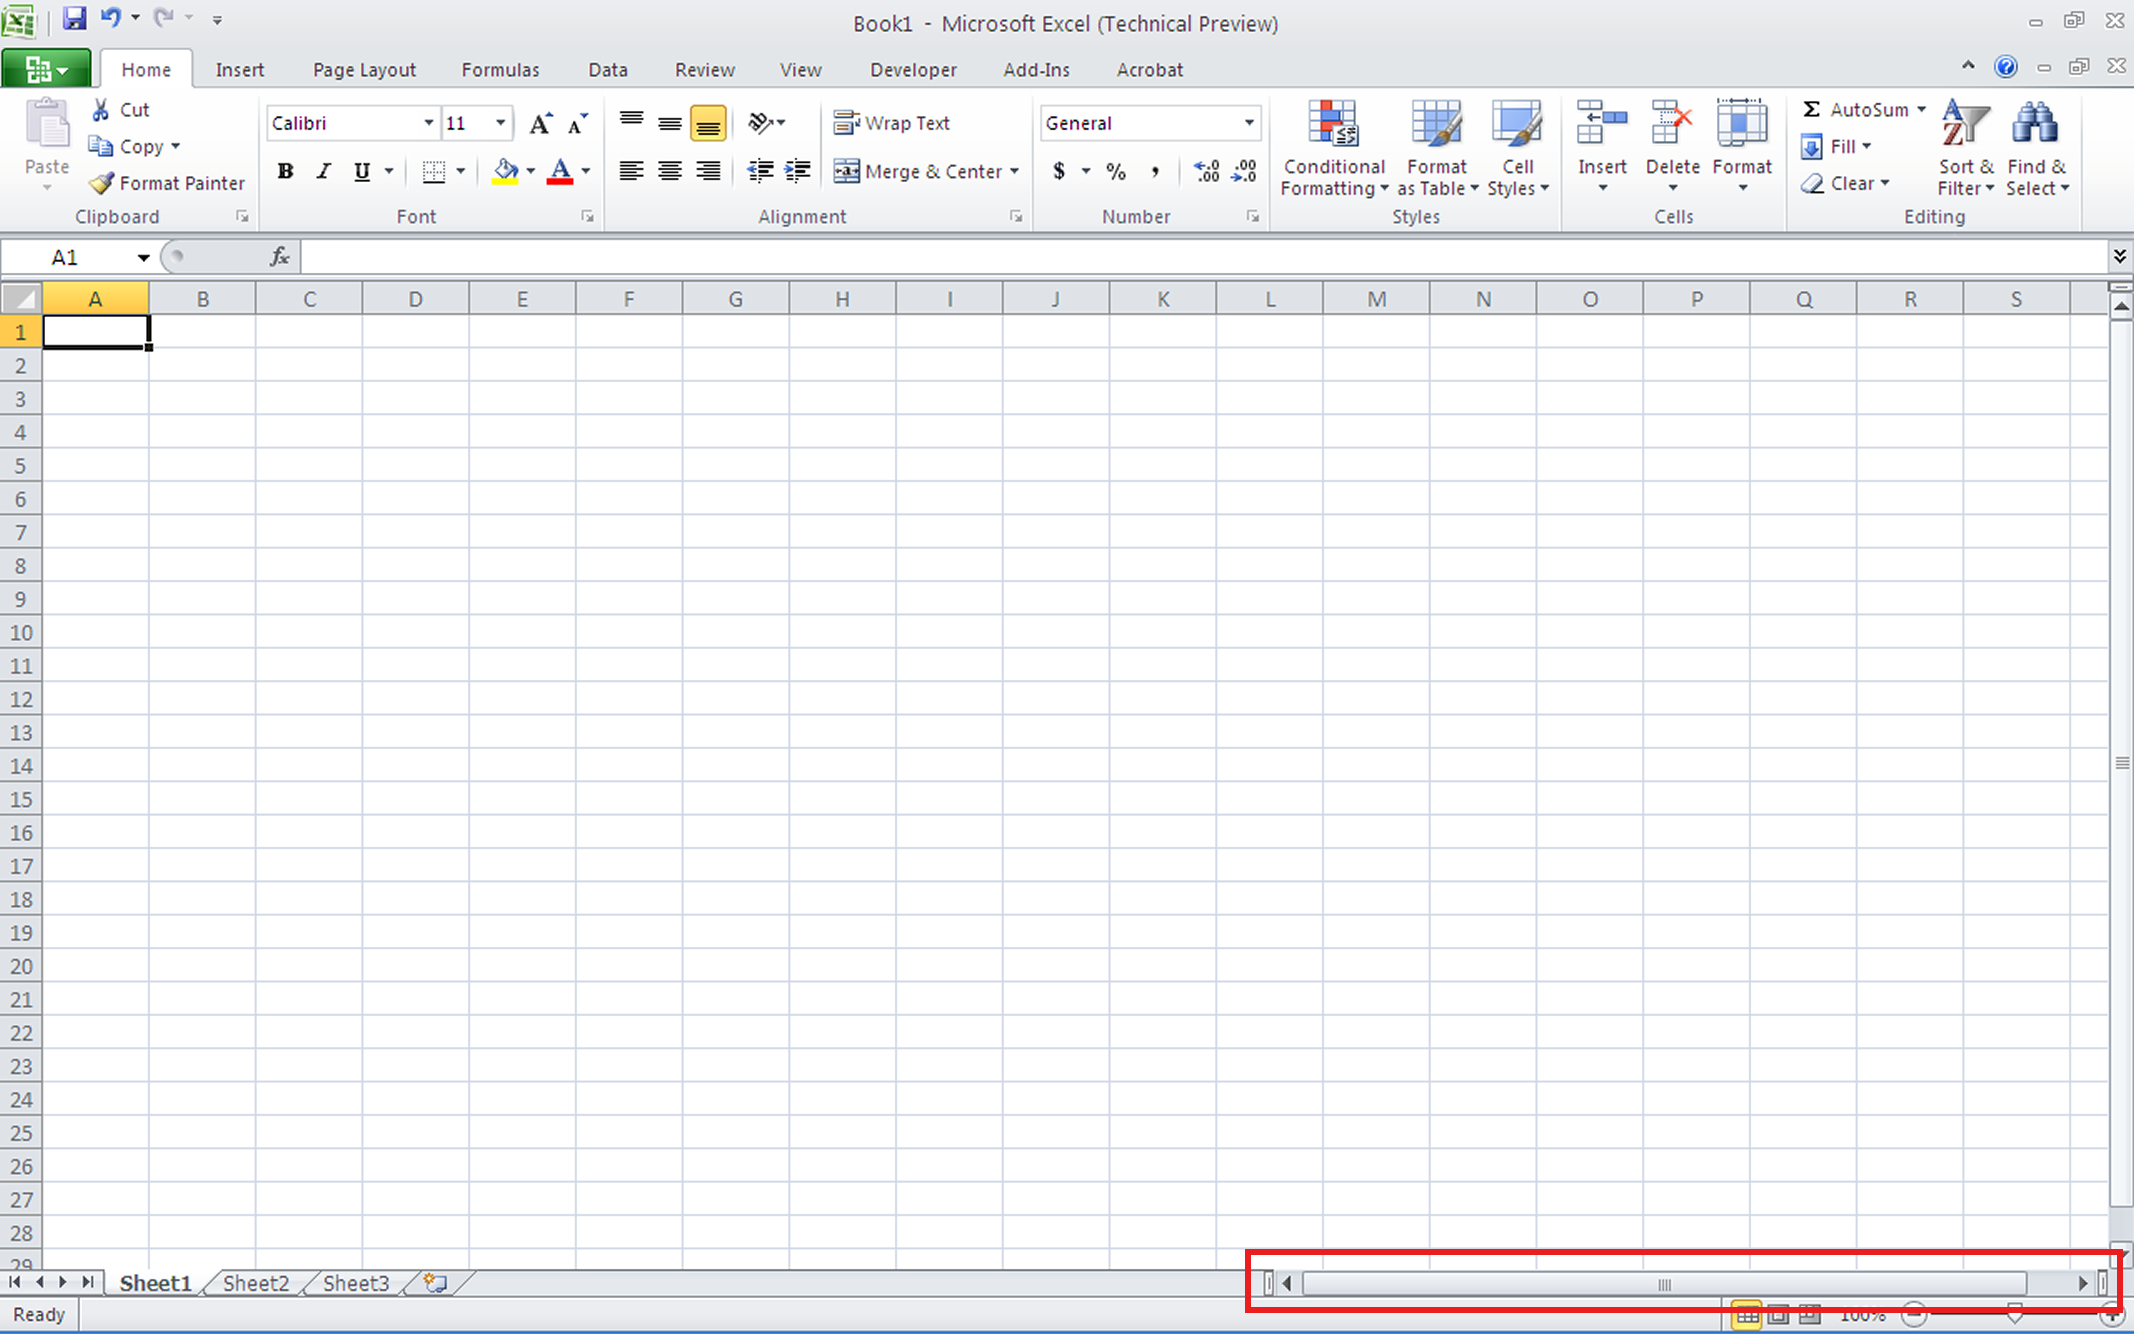 Book1 - Microsoft Excel (Technical Preview)
Home Insert Page Layout Formulas Data Review View Developer Add-Ins Acrobat
Paste
Cut
Copy
Format Painter
Clipboard
Calibri 11
B I U
Font
Wrap Text
Merge & Center
Alignment
General
$ % ,
Number
Conditional Formatting
Format as Table
Cell Styles
Styles
Insert Delete Format
Cells
Σ AutoSum
Fill
Clear
Sort & Filter
Find & Select
Editing
A1 fx
A B C D E F G H I J K L M N O P Q R S
1
2
3
4
5
6
7
8
9
10
11
12
13
14
15
16
17
18
19
20
21
22
23
24
25
26
27
28
29
Sheet1 Sheet2 Sheet3
Ready 100%